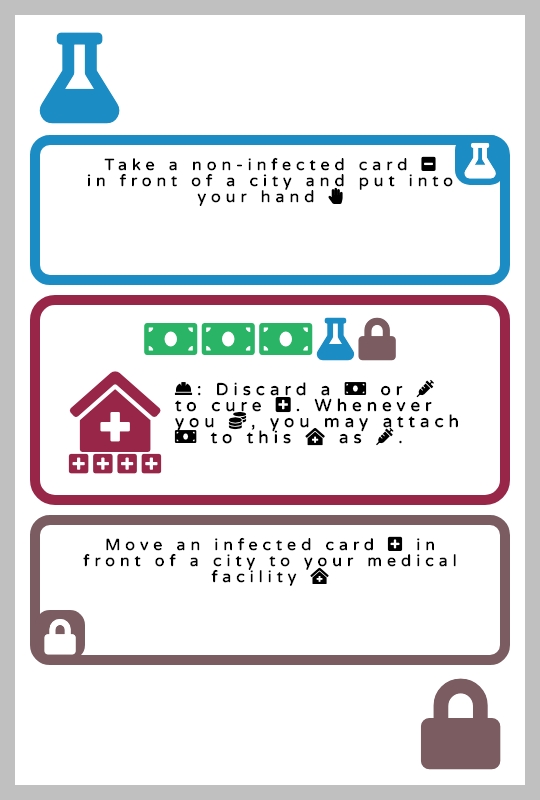 Take a non-infected card
in front of a city and put into
your hand
: Discard a or
to cure . Whenever
you , you may attach
to this as .
Move an infected card in
front of a city to your medical
facility